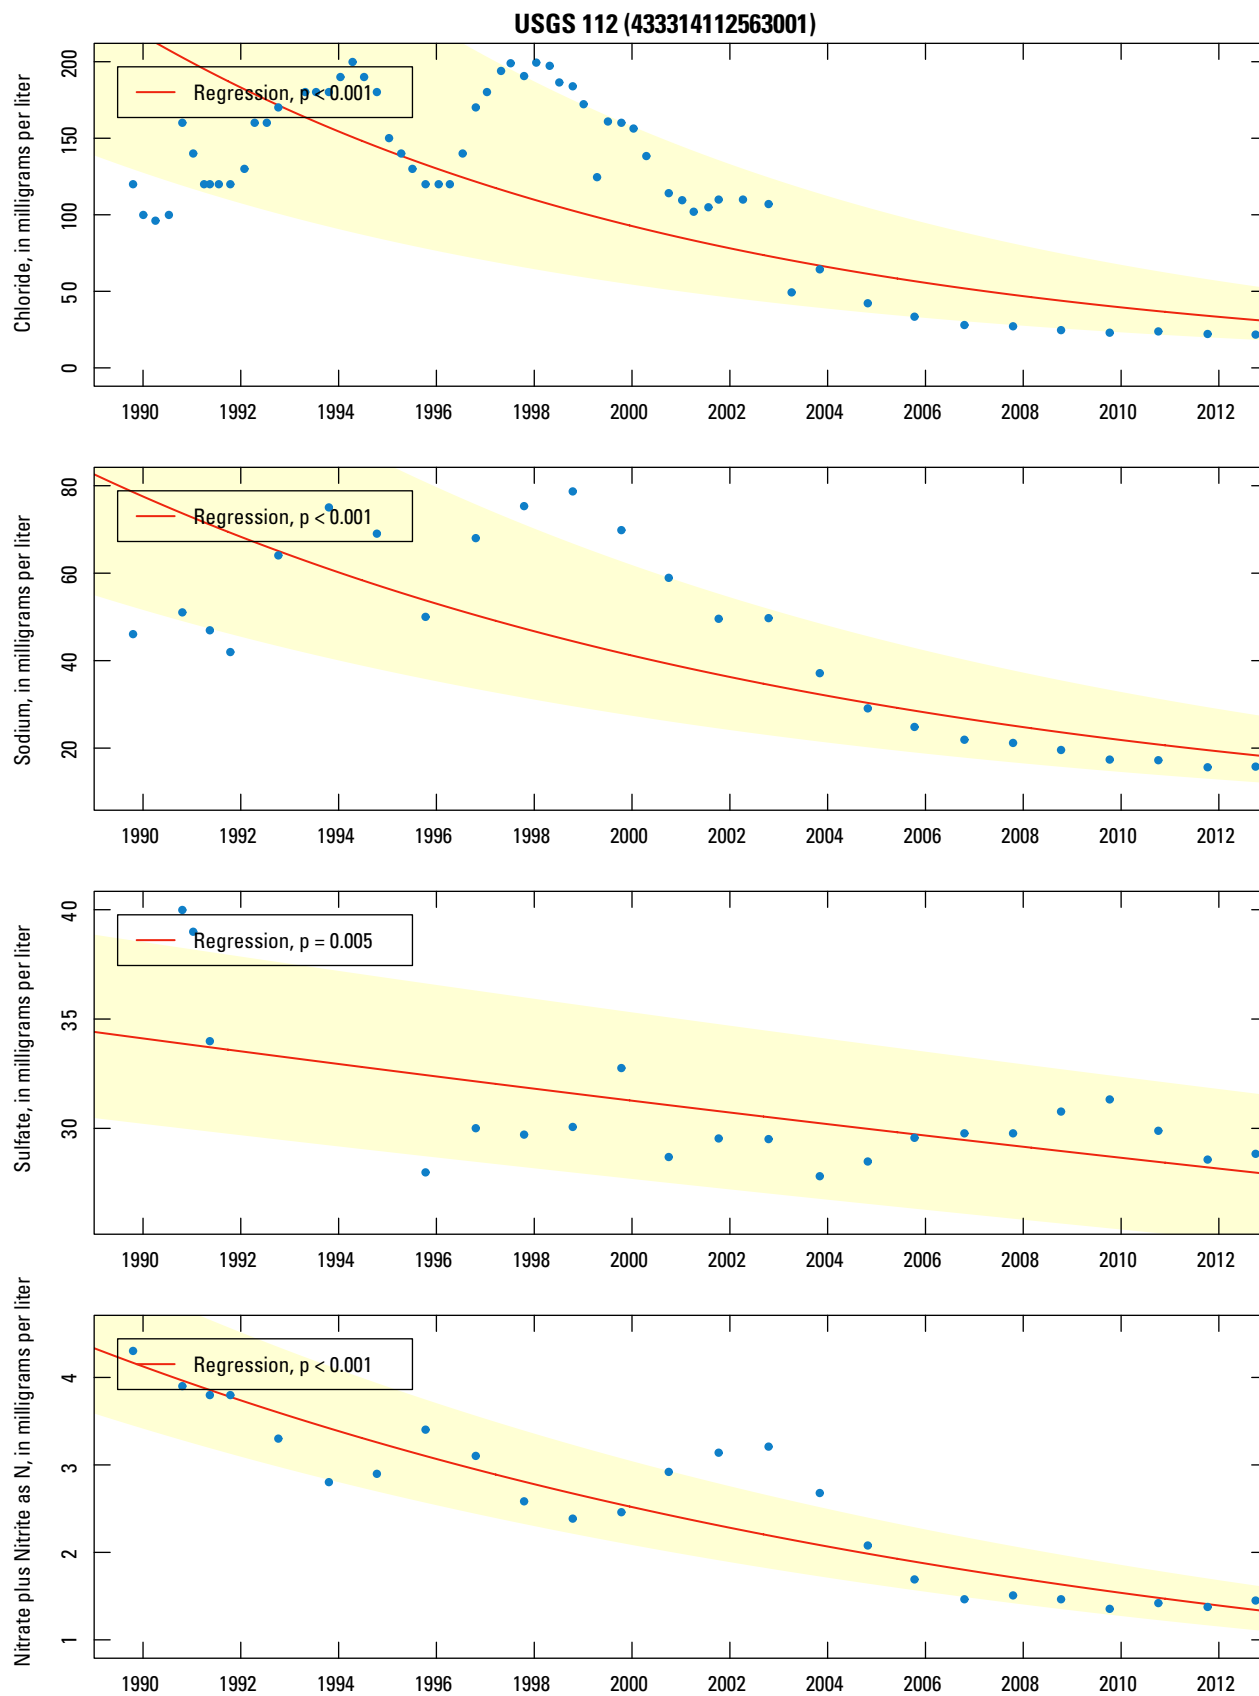 USGS 112 (433314112563001)
Chloride, in milligrams per liter
200
150
100
50
0
Regression, p < 0.001
1990 1992 1994 1996 1998 2000 2002 2004 2006 2008 2010 2012
Sodium, in milligrams per liter
80
60
40
20
Regression, p < 0.001
1990 1992 1994 1996 1998 2000 2002 2004 2006 2008 2010 2012
Sulfate, in milligrams per liter
40
35
30
Regression, p = 0.005
1990 1992 1994 1996 1998 2000 2002 2004 2006 2008 2010 2012
Nitrate plus Nitrite as N, in milligrams per liter
4
3
2
1
Regression, p < 0.001
1990 1992 1994 1996 1998 2000 2002 2004 2006 2008 2010 2012